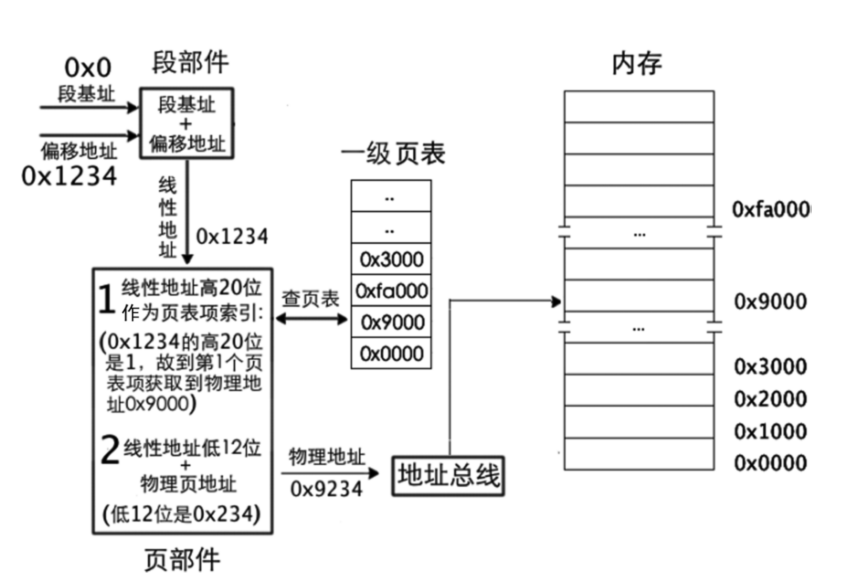 0x0
段部件
段基址
段基址
+
偏移地址
偏移地址
0x1234
线
性
地
址
0x1234
1 线性地址高20位
作为页表项索引:
(0x1234的高20位
是1，故到第1个页
表项获取到物理地
址0x9000)
2 线性地址低12位
+
物理页地址
(低12位是0x234)
页部件
查页表
一级页表
..
..
0x3000
0xfa000
0x9000
0x0000
物理地址
0x9234
地址总线
内存
0xfa000
...
0x9000
...
0x3000
0x2000
0x1000
0x0000